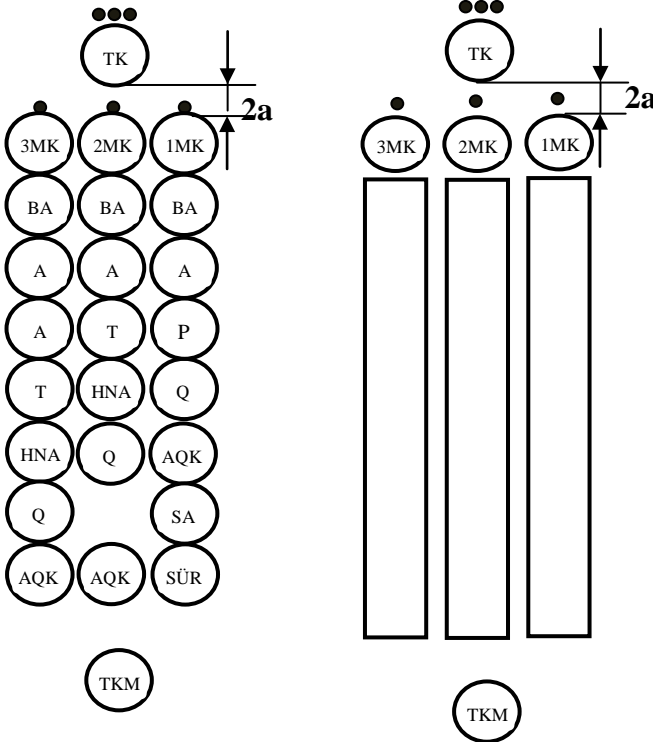 TK
2a
3MK 2MK 1MK
BA BA BA
A A A
A T P
T HNA Q
HNA Q AQK
Q SA
AQK AQK SÜR
TKM
TK
2a
3MK 2MK 1MK
TKM